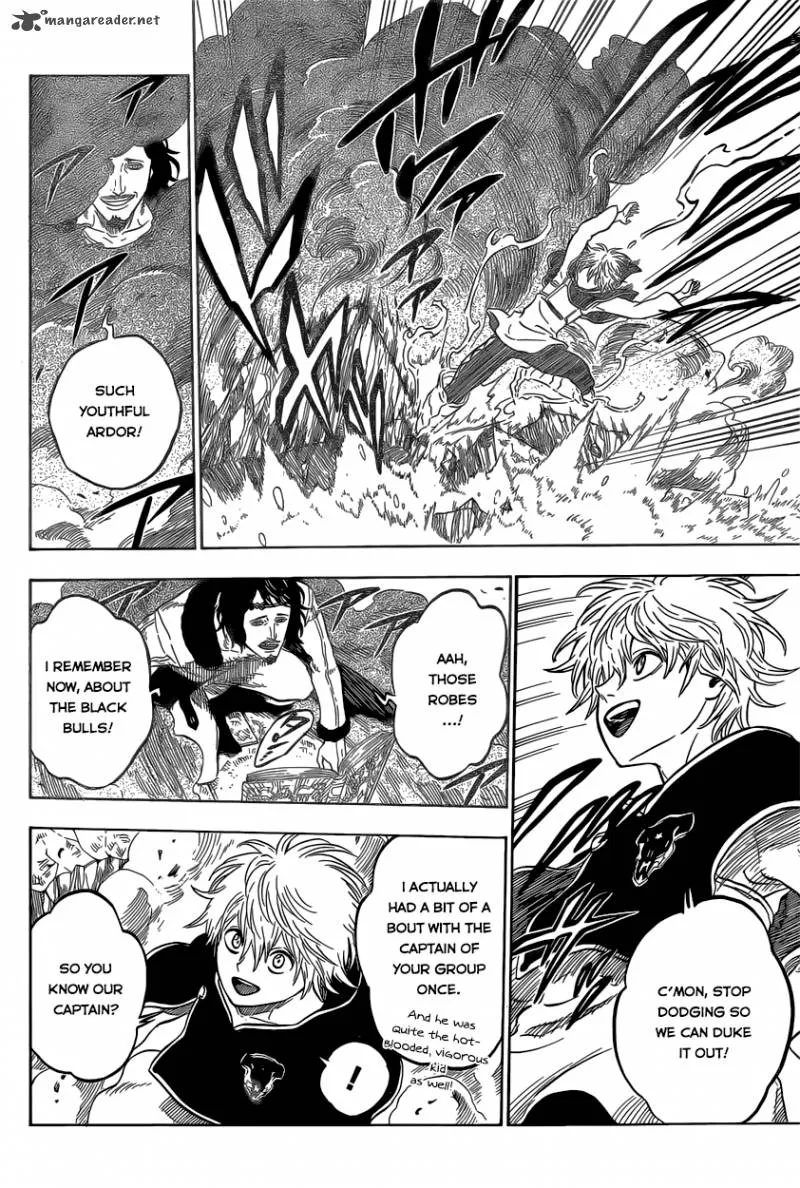 mangareader.net
SUCH
YOUTHFUL
ARDOR!
C'MON, STOP
DODGING SO
WE CAN DUKE
IT OUT!
AAH,
THOSE
ROBES
...!
I REMEMBER
NOW, ABOUT
THE BLACK
BULLS!
I ACTUALLY
HAD A BIT OF A
BOUT WITH THE
CAPTAIN OF
YOUR GROUP
ONCE.
And he was
Quite the hot-
Blooded, vigorous
kid
as well!
!
SO YOU
KNOW OUR
CAPTAIN?